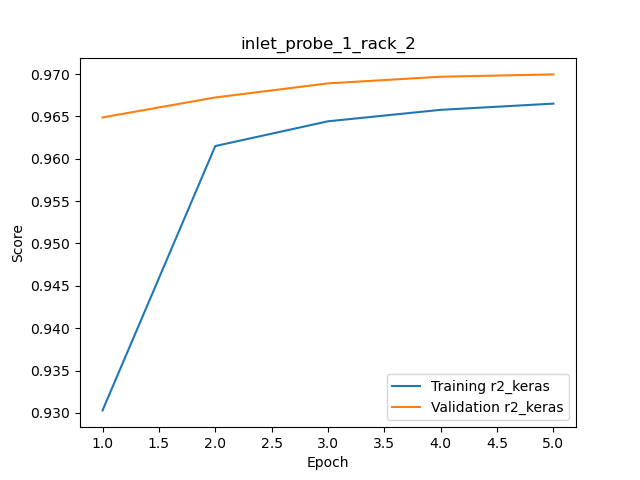 inlet_probe_1_rack_2
0.970
0.965
0.960
0.955
0.950
0.945
0.940
0.935
0.930
Score
1.0 1.5 2.0 2.5 3.0 3.5 4.0 4.5 5.0
Epoch
Training r2_keras
Validation r2_keras